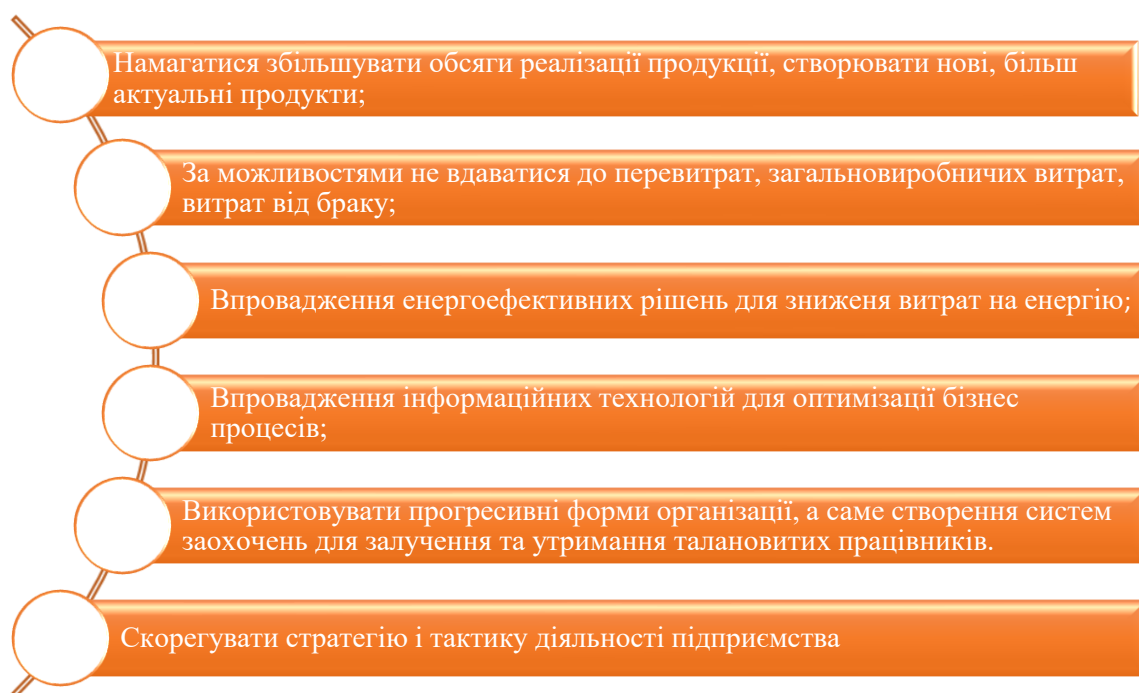 Намагатися збільшувати обсяги реалізації продукції, створювати нові, більш
актуальні продукти;
За можливостями не вдаватися до перевитрат, загальновиробничих витрат,
витрат від браку;
Впровадження енергоефективних рішень для зниженя витрат на енергію;
Впровадження інформаційних технологій для оптимізації бізнес
процесів;
Використовувати прогресивні форми організації, а саме створення систем
заохочень для залучення та утримання талановитих працівників.
Скорегувати стратегію і тактику діяльності підприємства